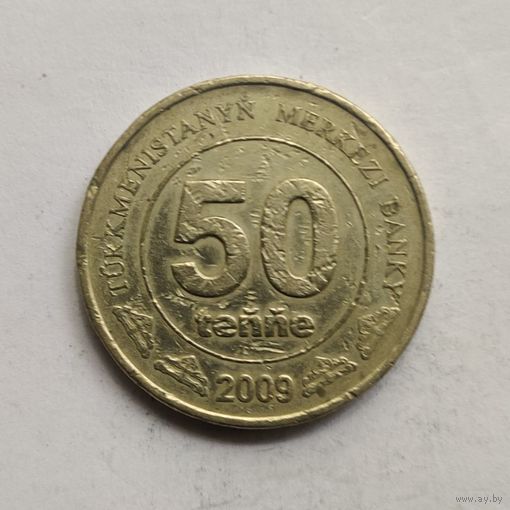 TÜRKMENISTANYŇ MERKEZI BANKY
50
teňňe
2009
www.ay.by